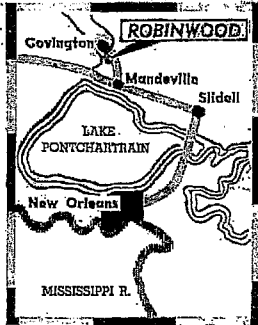 ROBINWOOD
Covington
Mandeville
Slidell
LAKE
PONTCHARTRAIN
New Orleans
MISSISSIPPI R.